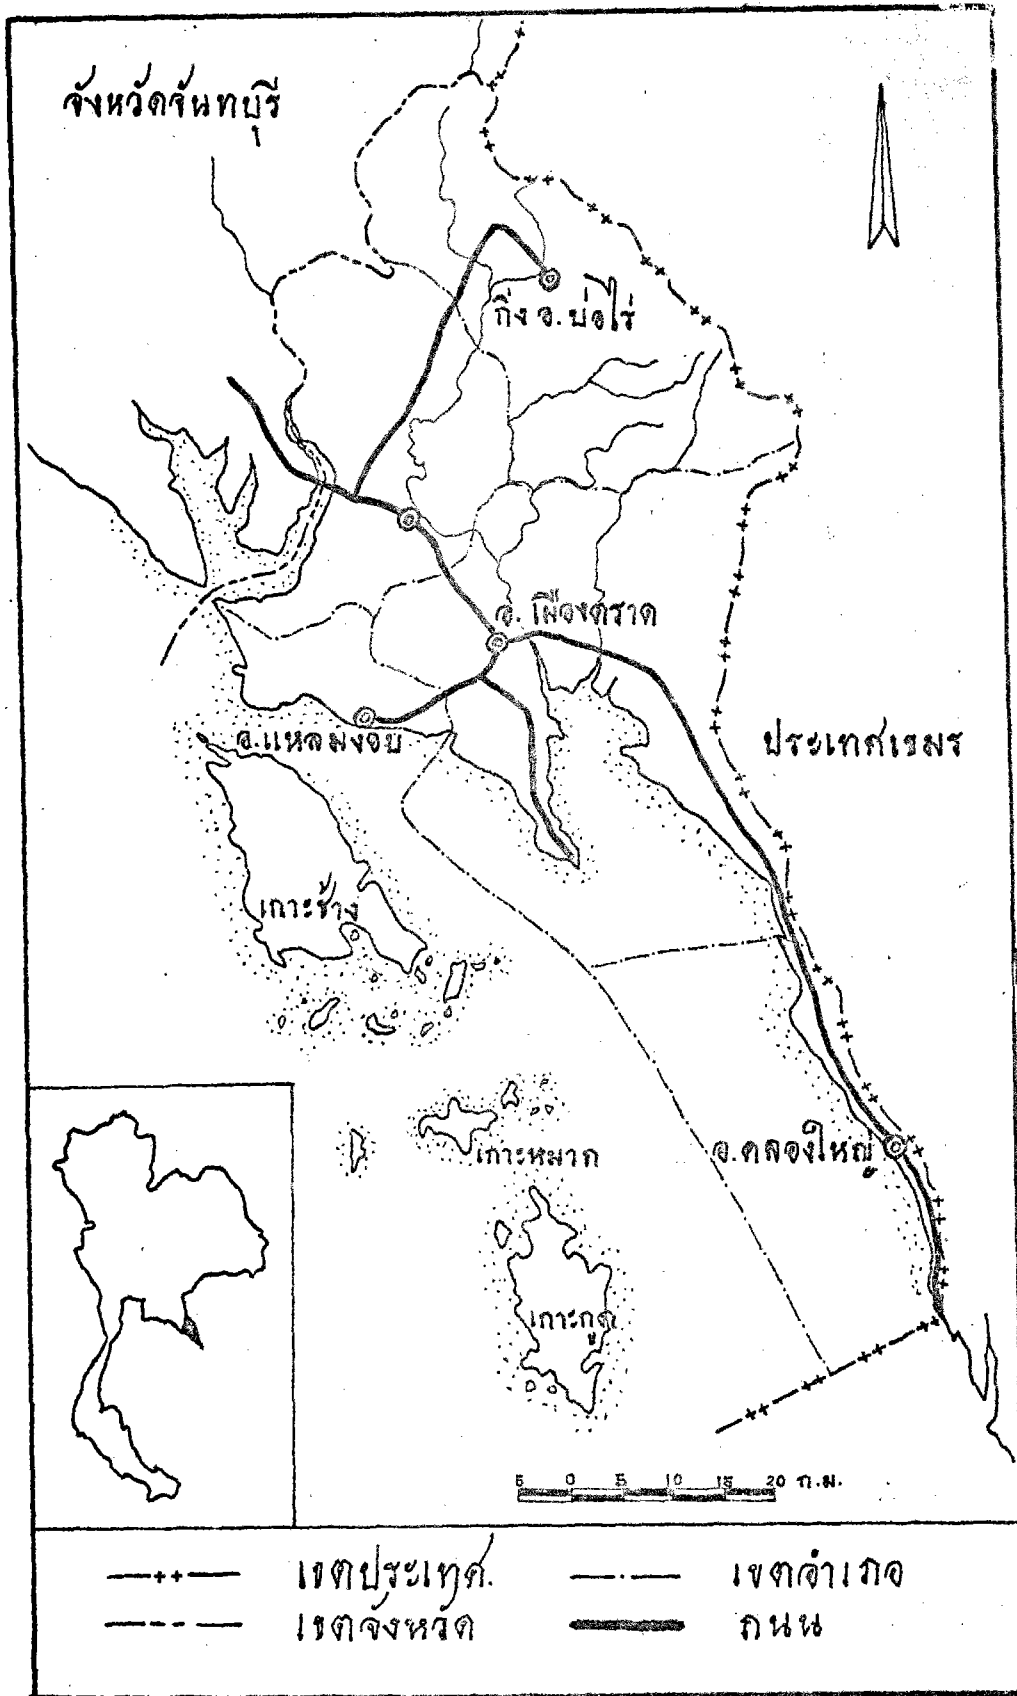 จังหวัดจันทบุรี
กิ่ง อ. บ่อไร่
อ. เมืองตราด
อ. แหลมงอบ
ประเทศเขมร
เกาะช้าง
เกาะหมาก
อ. คลองใหญ่
เกาะกูด
5 0 5 10 15 20 ก.ม.
เขตประเทศ. เขตอำเภอ
เขตจังหวัด ถนน